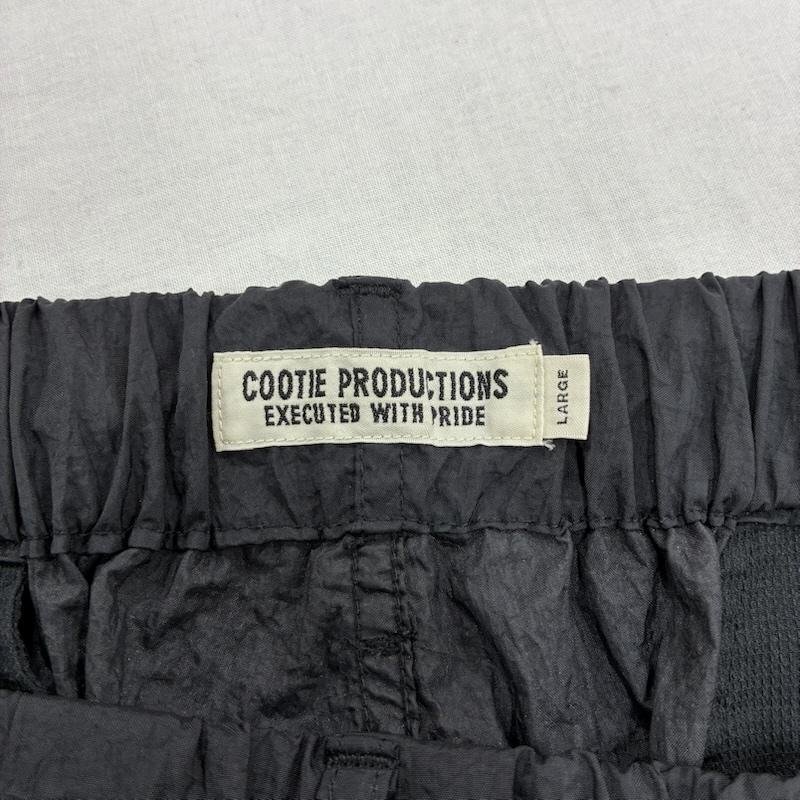 COOTIE PRODUCTIONS
EXECUTED WITH PRIDE
LARGE